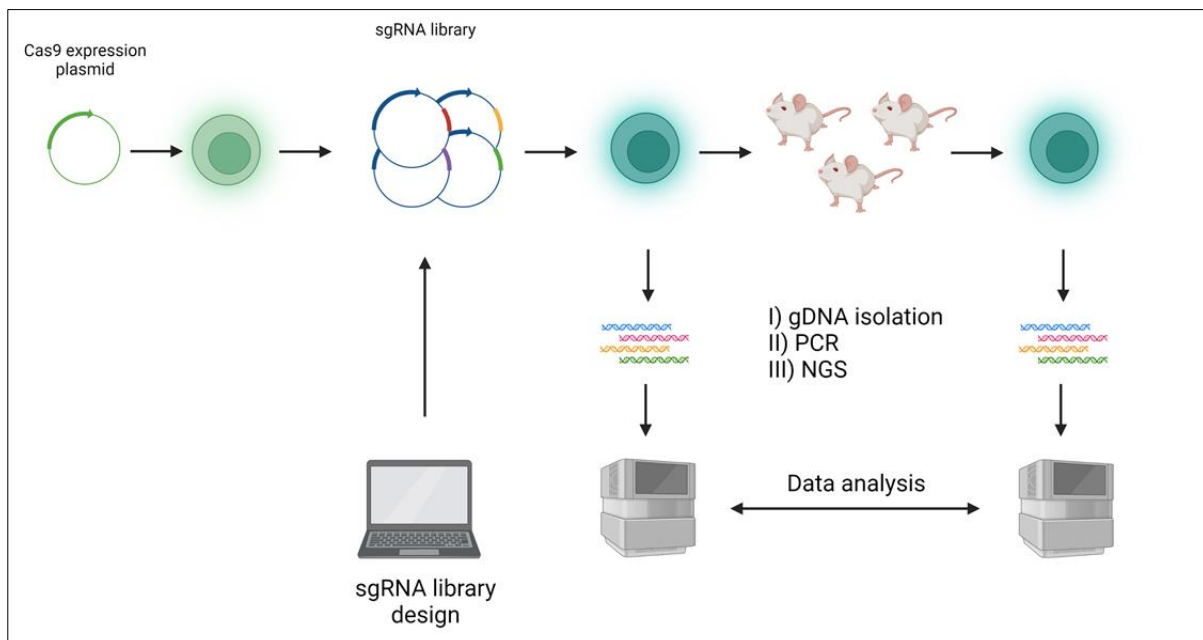 Cas9 expression
plasmid
sgRNA library
I) gDNA isolation
II) PCR
III) NGS
Data analysis
sgRNA library
design